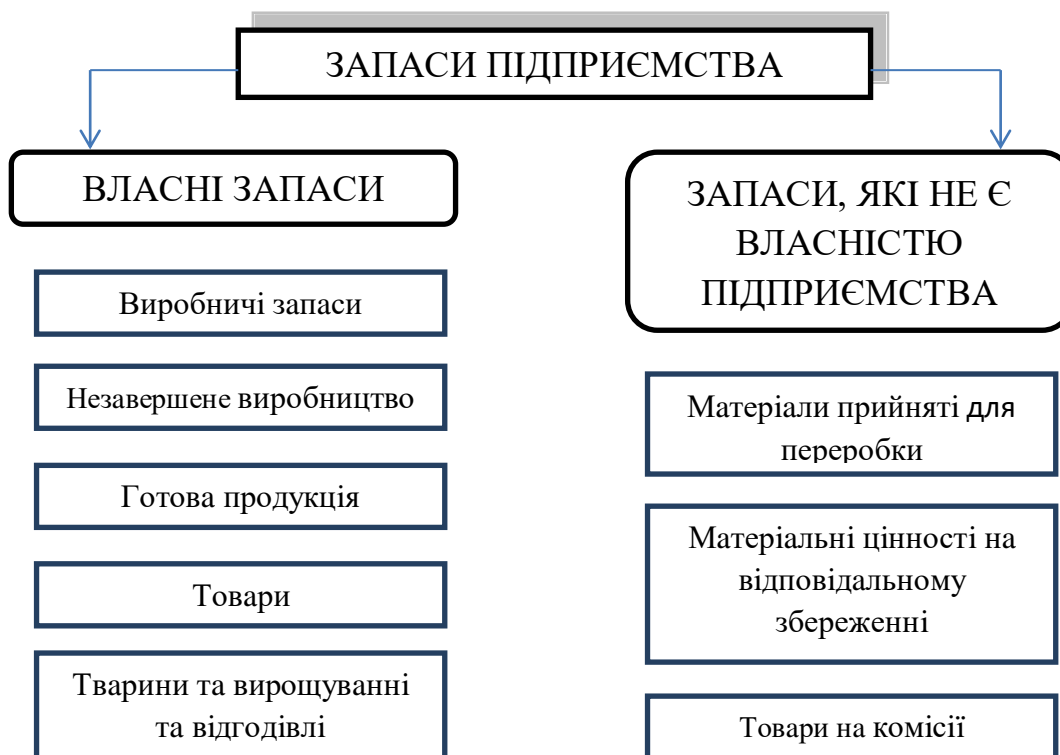 ЗАПАСИ ПІДПРИЄМСТВА
ВЛАСНІ ЗАПАСИ
Виробничі запаси
Незавершене виробництво
Готова продукція
Товари
Тварини та вирощуванні
та відгодівлі
ЗАПАСИ, ЯКІ НЕ Є
ВЛАСНІСТЮ
ПІДПРИЄМСТВА
Матеріали прийняті для
переробки
Матеріальні цінності на
відповідальному
збереженні
Товари на комісії